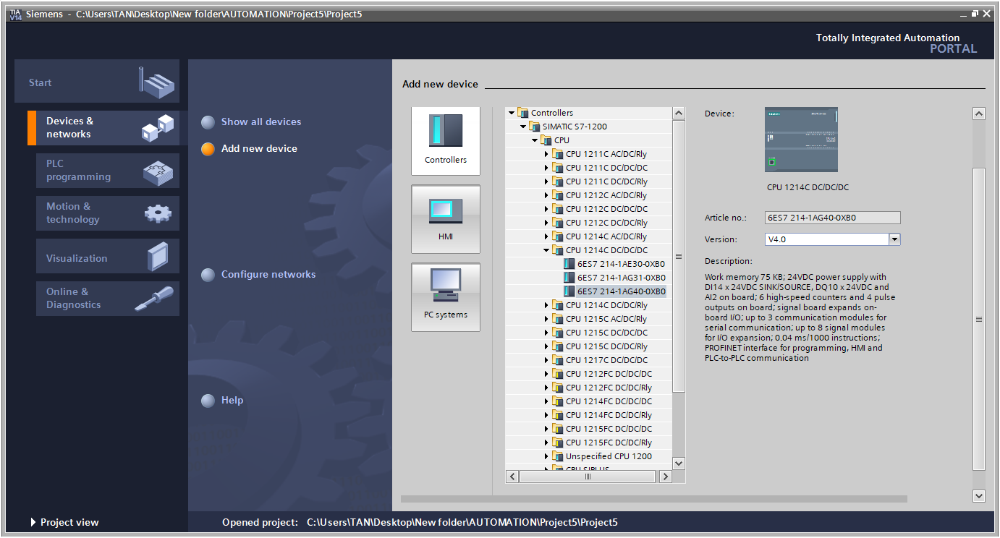 TIA V14 Siemens - C:\Users\TAN\Desktop\New folder\AUTOMATION\Project5\Project5
Totally Integrated Automation
PORTAL
Start
Devices &
networks
PLC
programming
Motion &
technology
Visualization
Online &
Diagnostics
Project view
Show all devices
Add new device
Configure networks
Help
Add new device
Controllers
HMI
PC systems
Controllers
SIMATIC S7-1200
CPU
CPU 1211C AC/DC/Rly
CPU 1211C DC/DC/DC
CPU 1211C DC/DC/Rly
CPU 1212C AC/DC/Rly
CPU 1212C DC/DC/DC
CPU 1212C DC/DC/Rly
CPU 1214C AC/DC/Rly
CPU 1214C DC/DC/DC
6ES7 214-1AE30-0XB0
6ES7 214-1AG31-0XB0
6ES7 214-1AG40-0XB0
CPU 1214C DC/DC/Rly
CPU 1215C AC/DC/Rly
CPU 1215C DC/DC/DC
CPU 1215C DC/DC/Rly
CPU 1217C DC/DC/DC
CPU 1212FC DC/DC/DC
CPU 1212FC DC/DC/Rly
CPU 1214FC DC/DC/DC
CPU 1214FC DC/DC/Rly
CPU 1215FC DC/DC/DC
CPU 1215FC DC/DC/Rly
Unspecified CPU 1200
CPU SIPLUS
Device:
CPU 1214C DC/DC/DC
Article no.: 6ES7 214-1AG40-0XB0
Version: V4.0
Description:
Work memory 75 KB; 24VDC power supply with
DI14 x 24VDC SINK/SOURCE, DQ10 x 24VDC and
AI2 on board; 6 high-speed counters and 4 pulse
outputs on board; signal board expands on-
board I/O; up to 3 communication modules for
serial communication; up to 8 signal modules
for I/O expansion; 0.04 ms/1000 instructions;
PROFINET interface for programming, HMI and
PLC-to-PLC communication
Opened project: C:\Users\TAN\Desktop\New folder\AUTOMATION\Project5\Project5